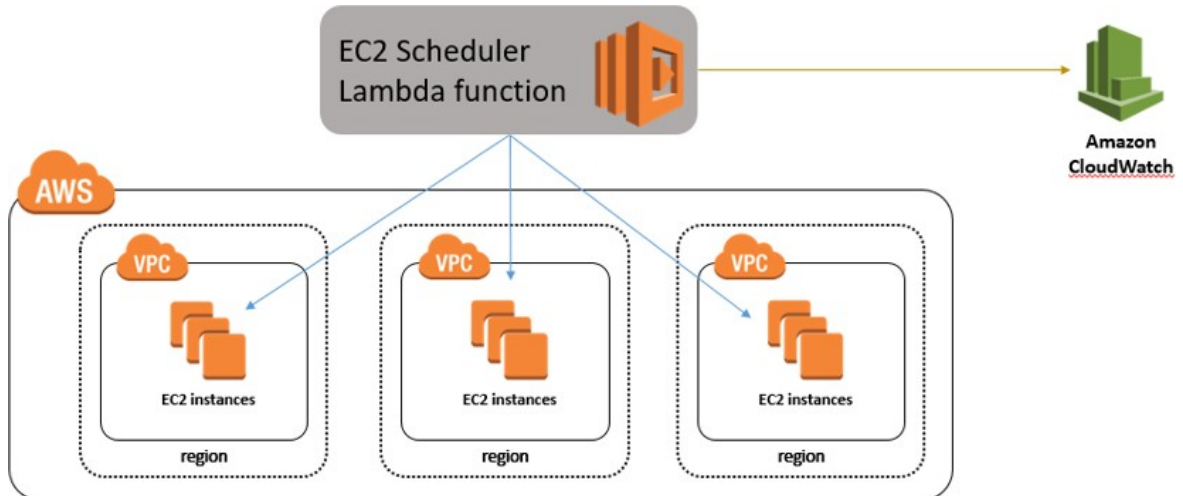 EC2 Scheduler
Lambda function
Amazon
CloudWatch
AWS
VPC
VPC
VPC
EC2 instances
EC2 instances
EC2 instances
region
region
region